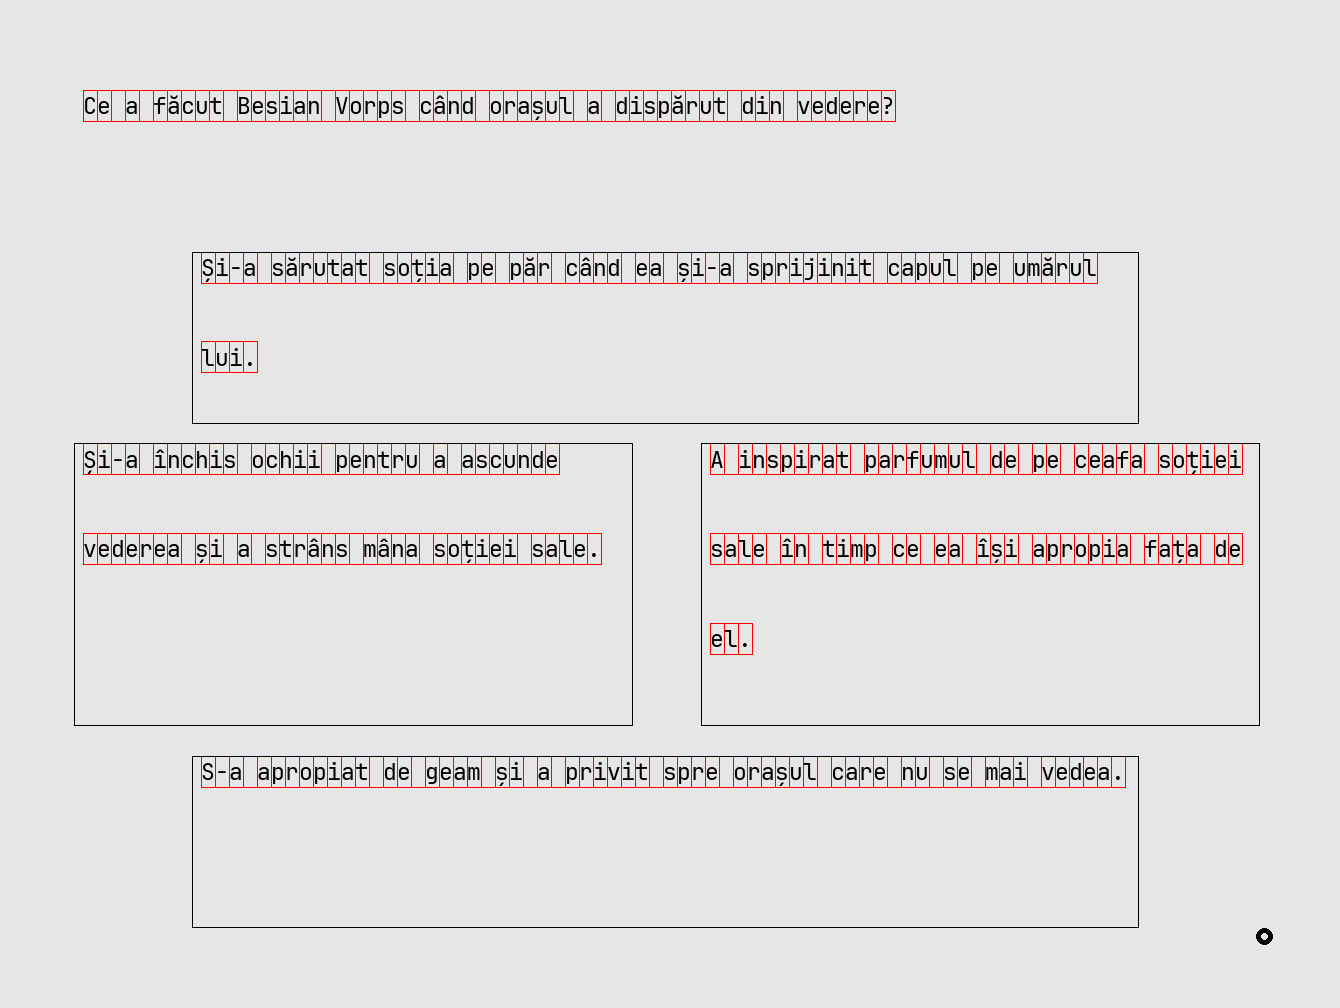 Ce a făcut Besian Vorps când orașul a dispărut din vedere?
Și-a sărutat soția pe păr când ea și-a sprijinit capul pe umărul
lui.
Și-a închis ochii pentru a ascunde
vederea și a strâns mâna soției sale.
A inspirat parfumul de pe ceafa soției
sale în timp ce ea își apropia fața de
el.
S-a apropiat de geam și a privit spre orașul care nu se mai vedea.